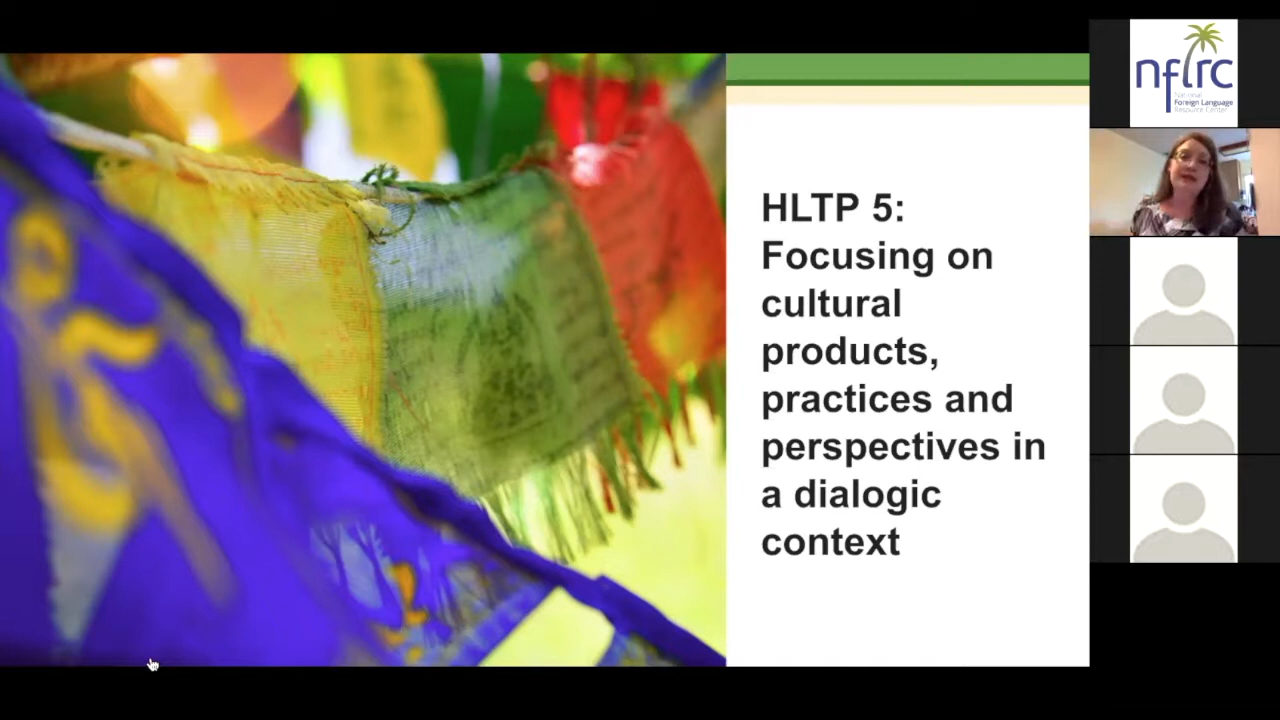 HLTP 5:
Focusing on
cultural
products,
practices and
perspectives in
a dialogic
context
nflrc
National
Foreign Language
Resource Center